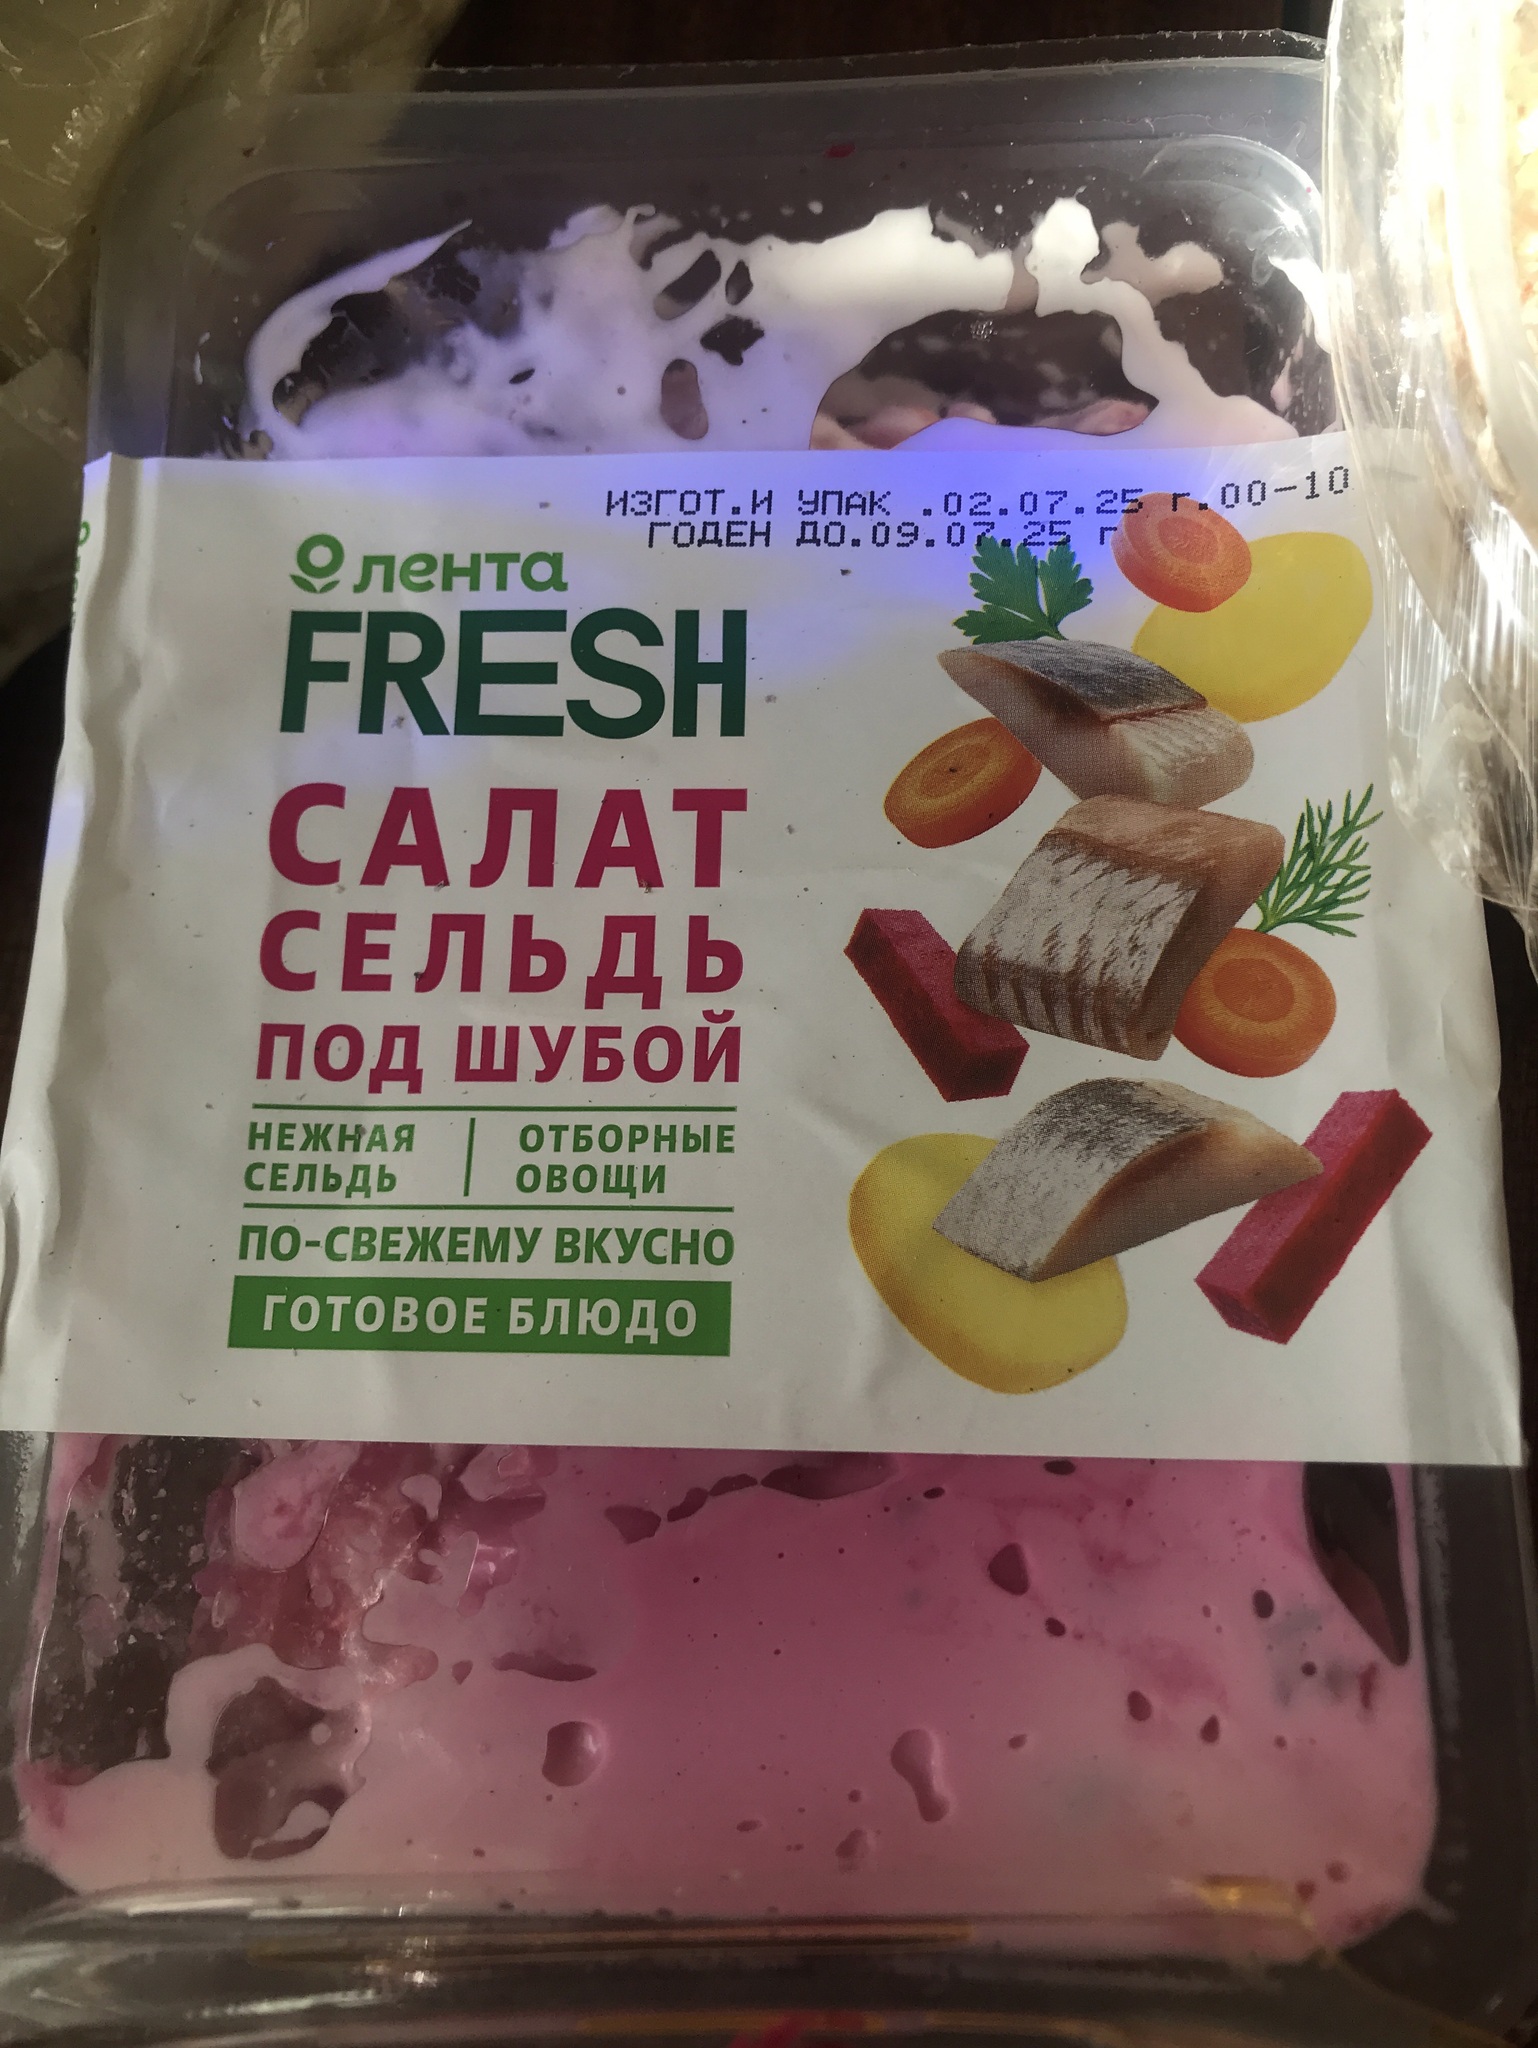 ИЗГОТ.И УПАК .02.07.25 г.00-10
ГОДЕН ДО.09.07.25 г
лента
FRESH
САЛАТ
СЕЛЬДЬ
ПОД ШУБОЙ
НЕЖНАЯ СЕЛЬДЬ
ОТБОРНЫЕ ОВОЩИ
ПО-СВЕЖЕМУ ВКУСНО
ГОТОВОЕ БЛЮДО